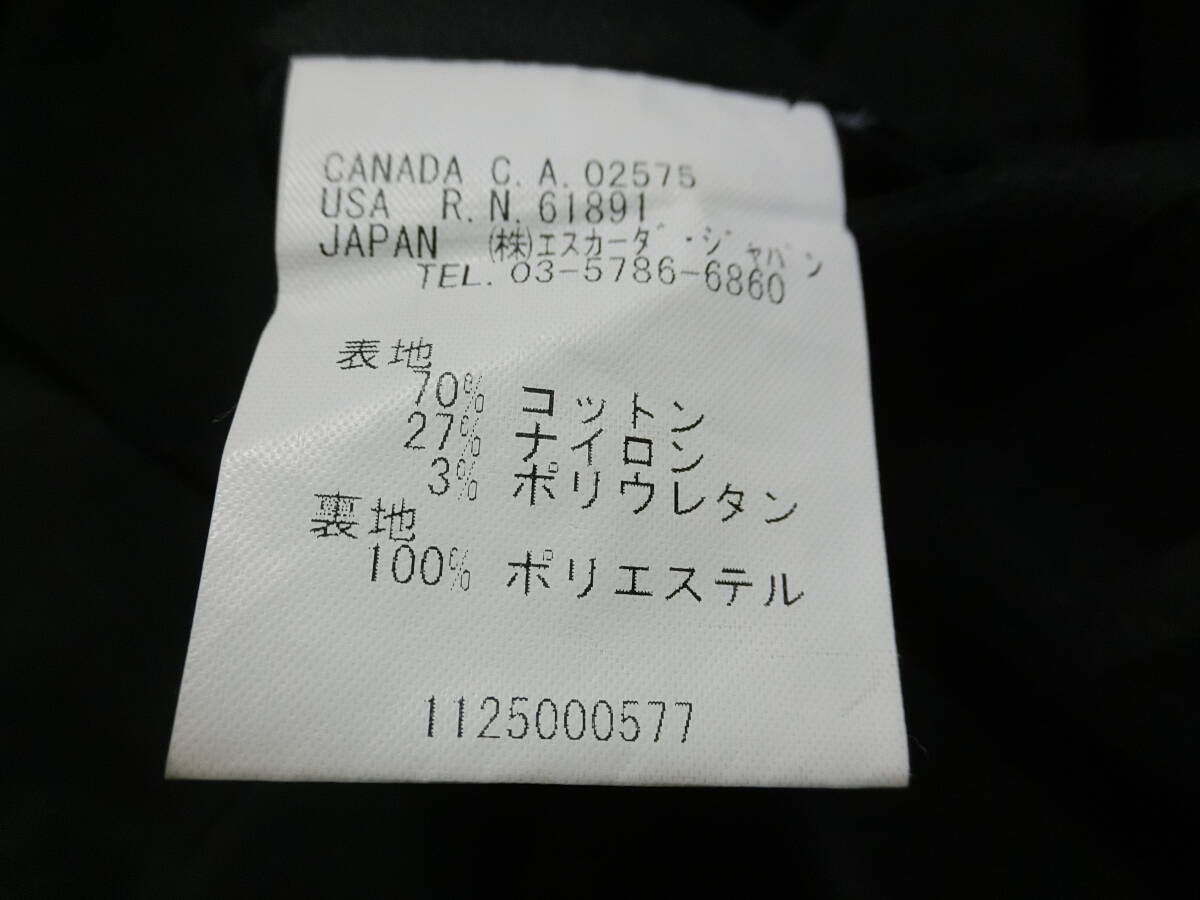 CANADA C.A.02575
USA R.N.61891
JAPAN (株)エスカーダ・ジャパン
TEL. 03-5786-6860
表地
70% コットン
27% ナイロン
3% ポリウレタン
裏地
100% ポリエステル
1125000577